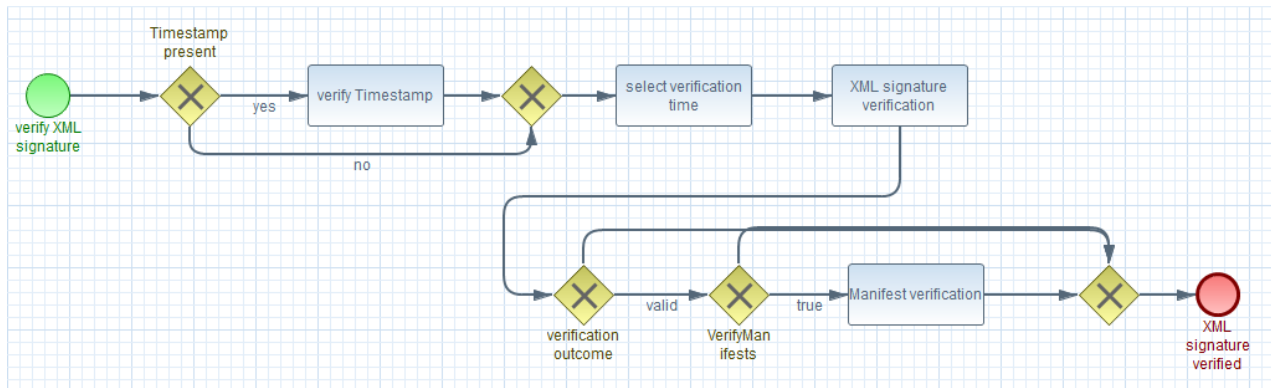 Timestamp
present
verify XML
signature
yes
verify Timestamp
no
select verification
time
XML signature
verification
verification
outcome
valid
VerifyMan
ifests
true
Manifest verification
XML
signature
verified